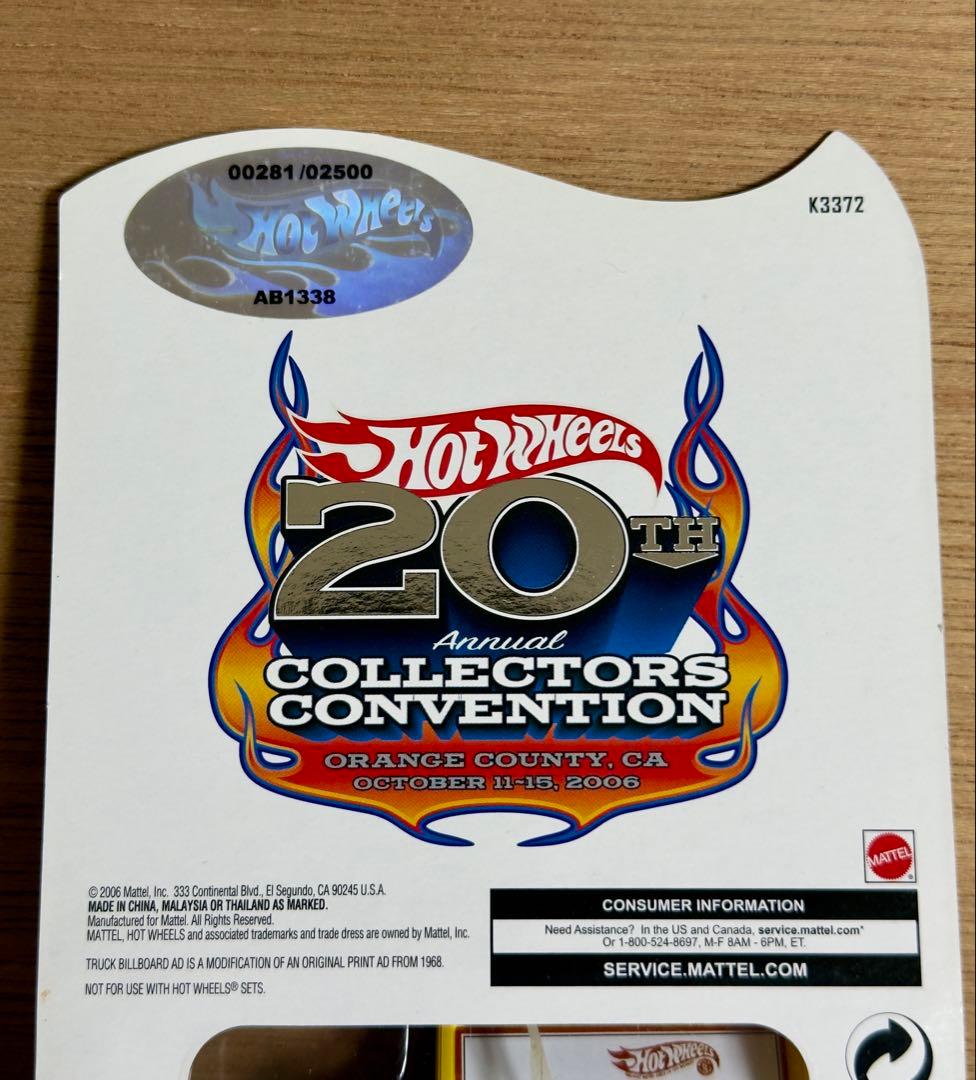 00281/02500
Hot Wheels
AB1338
K3372
Hot Wheels
20TH
Annual
COLLECTORS
CONVENTION
ORANGE COUNTY, CA
OCTOBER 11-15, 2006
MATTEL
© 2006 Mattel, Inc. 333 Continental Blvd., El Segundo, CA 90245 U.S.A.
MADE IN CHINA, MALAYSIA OR THAILAND AS MARKED.
Manufactured for Mattel. All Rights Reserved.
MATTEL, HOT WHEELS and associated trademarks and trade dress are owned by Mattel, Inc.
TRUCK BILLBOARD AD IS A MODIFICATION OF AN ORIGINAL PRINT AD FROM 1968.
NOT FOR USE WITH HOT WHEELS® SETS.
CONSUMER INFORMATION
Need Assistance? In the US and Canada, service.mattel.com*
Or 1-800-524-8697, M-F 8AM - 6PM, ET.
SERVICE.MATTEL.COM
Hot Wheels